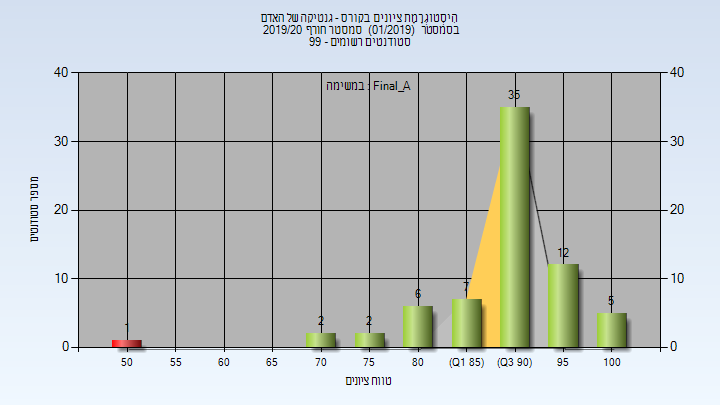 היסטוגרמת ציונים בקורס - גנטיקה של האדם
בסמסטר (01/2019) סמסטר חורף 2019/20
סטודנטים רשומים - 99
במשימה : Final_A
40 40
30 30
20 20
10 10
0 0
מספר סטודנטים
1 2 2 6 7 35 12 5
50 55 60 65 70 75 80 (Q1 85) (Q3 90) 95 100
טווח ציונים